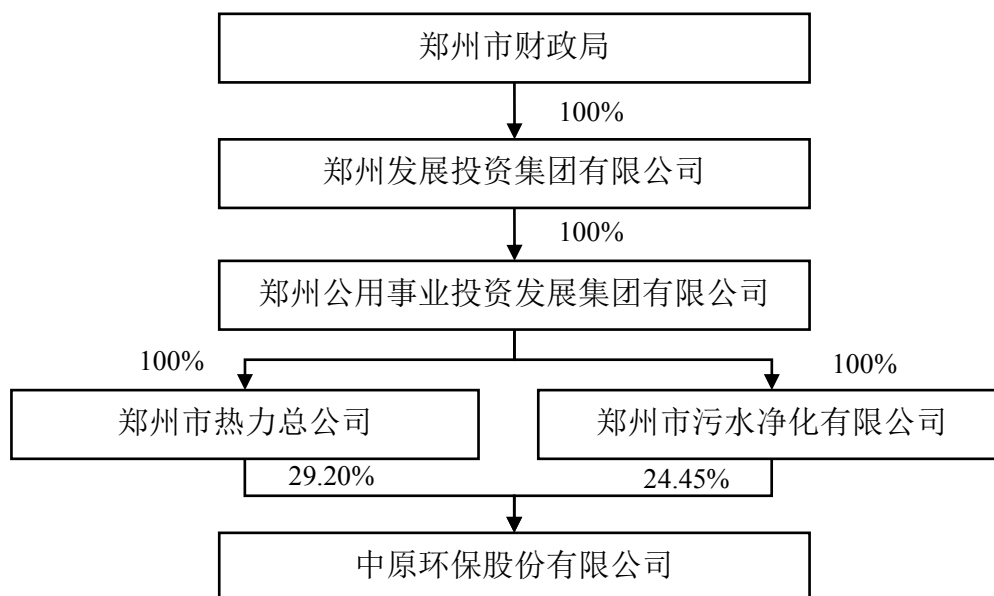 郑州市财政局
100%
郑州发展投资集团有限公司
100%
郑州公用事业投资发展集团有限公司
100%
100%
郑州市热力总公司
郑州市污水净化有限公司
29.20%
24.45%
中原环保股份有限公司